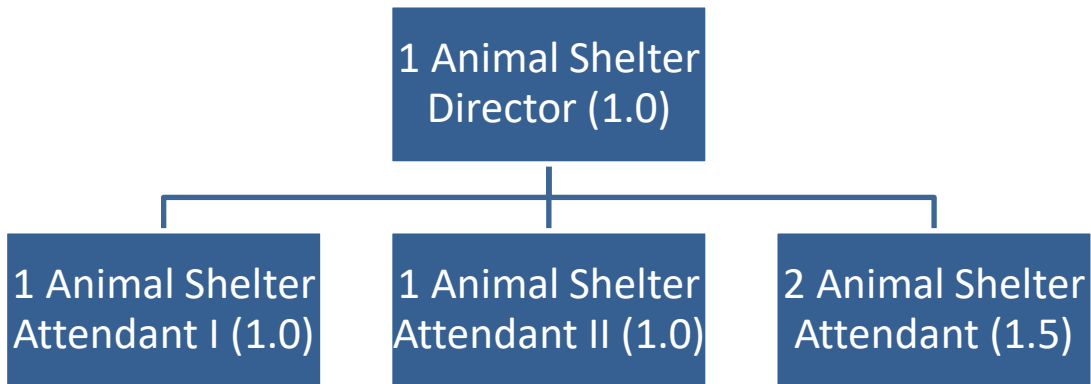 1 Animal Shelter
Director (1.0)
1 Animal Shelter
Attendant I (1.0)
1 Animal Shelter
Attendant II (1.0)
2 Animal Shelter
Attendant (1.5)